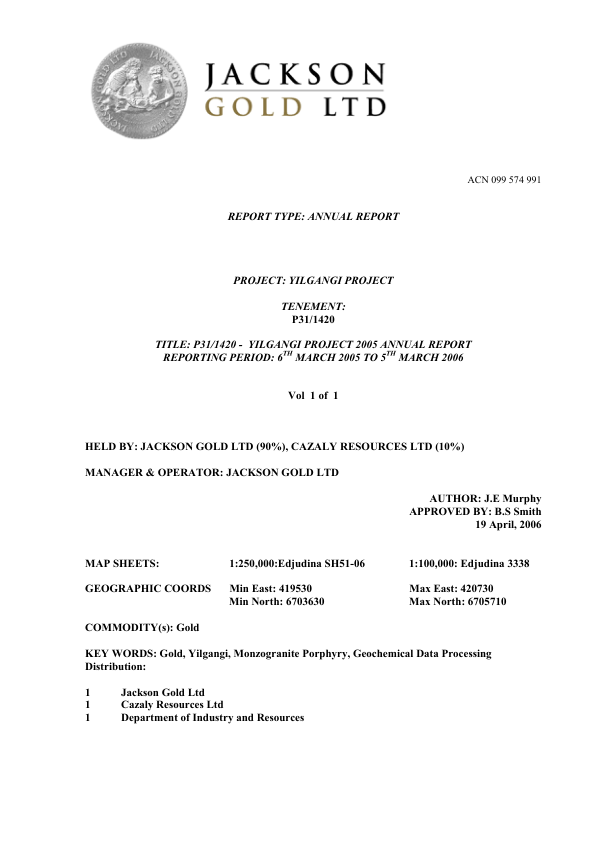 JACKSON GOLD LTD
JACKSON GOLD LTD
JACKSON
GOLD LTD
ACN 099 574 991
REPORT TYPE: ANNUAL REPORT
PROJECT: YILGANGI PROJECT
TENEMENT:
P31/1420
TITLE: P31/1420 - YILGANGI PROJECT 2005 ANNUAL REPORT
REPORTING PERIOD: 6TH MARCH 2005 TO 5TH MARCH 2006
Vol 1 of 1
HELD BY: JACKSON GOLD LTD (90%), CAZALY RESOURCES LTD (10%)
MANAGER & OPERATOR: JACKSON GOLD LTD
AUTHOR: J.E Murphy
APPROVED BY: B.S Smith
19 April, 2006
MAP SHEETS: 1:250,000:Edjudina SH51-06 1:100,000: Edjudina 3338
GEOGRAPHIC COORDS Min East: 419530 Max East: 420730
Min North: 6703630 Max North: 6705710
COMMODITY(s): Gold
KEY WORDS: Gold, Yilgangi, Monzogranite Porphyry, Geochemical Data Processing
Distribution:
1 Jackson Gold Ltd
1 Cazaly Resources Ltd
1 Department of Industry and Resources